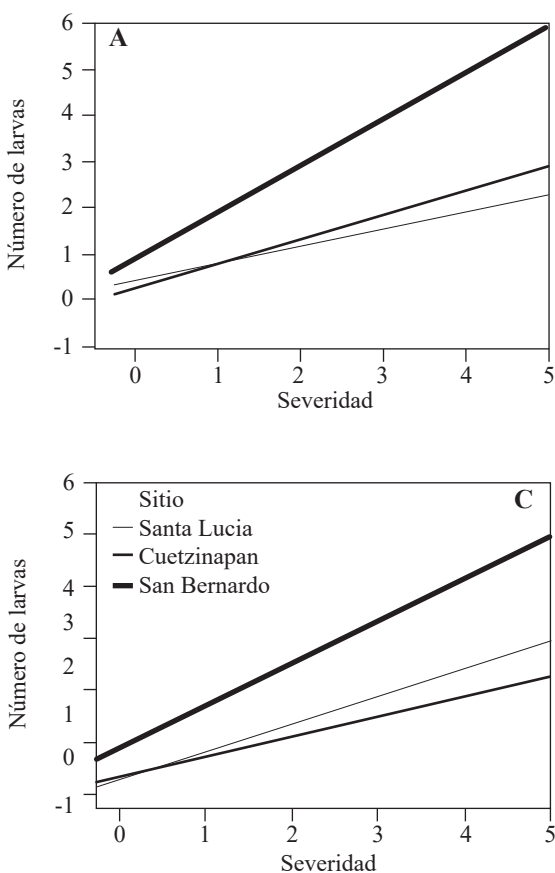 A
6
5
4
3
2
1
0
-1
Número de larvas
0 1 2 3 4 5
Severidad
C
6
5
4
3
2
1
0
-1
Número de larvas
Sitio
Santa Lucia
Cuetzinapan
San Bernardo
0 1 2 3 4 5
Severidad